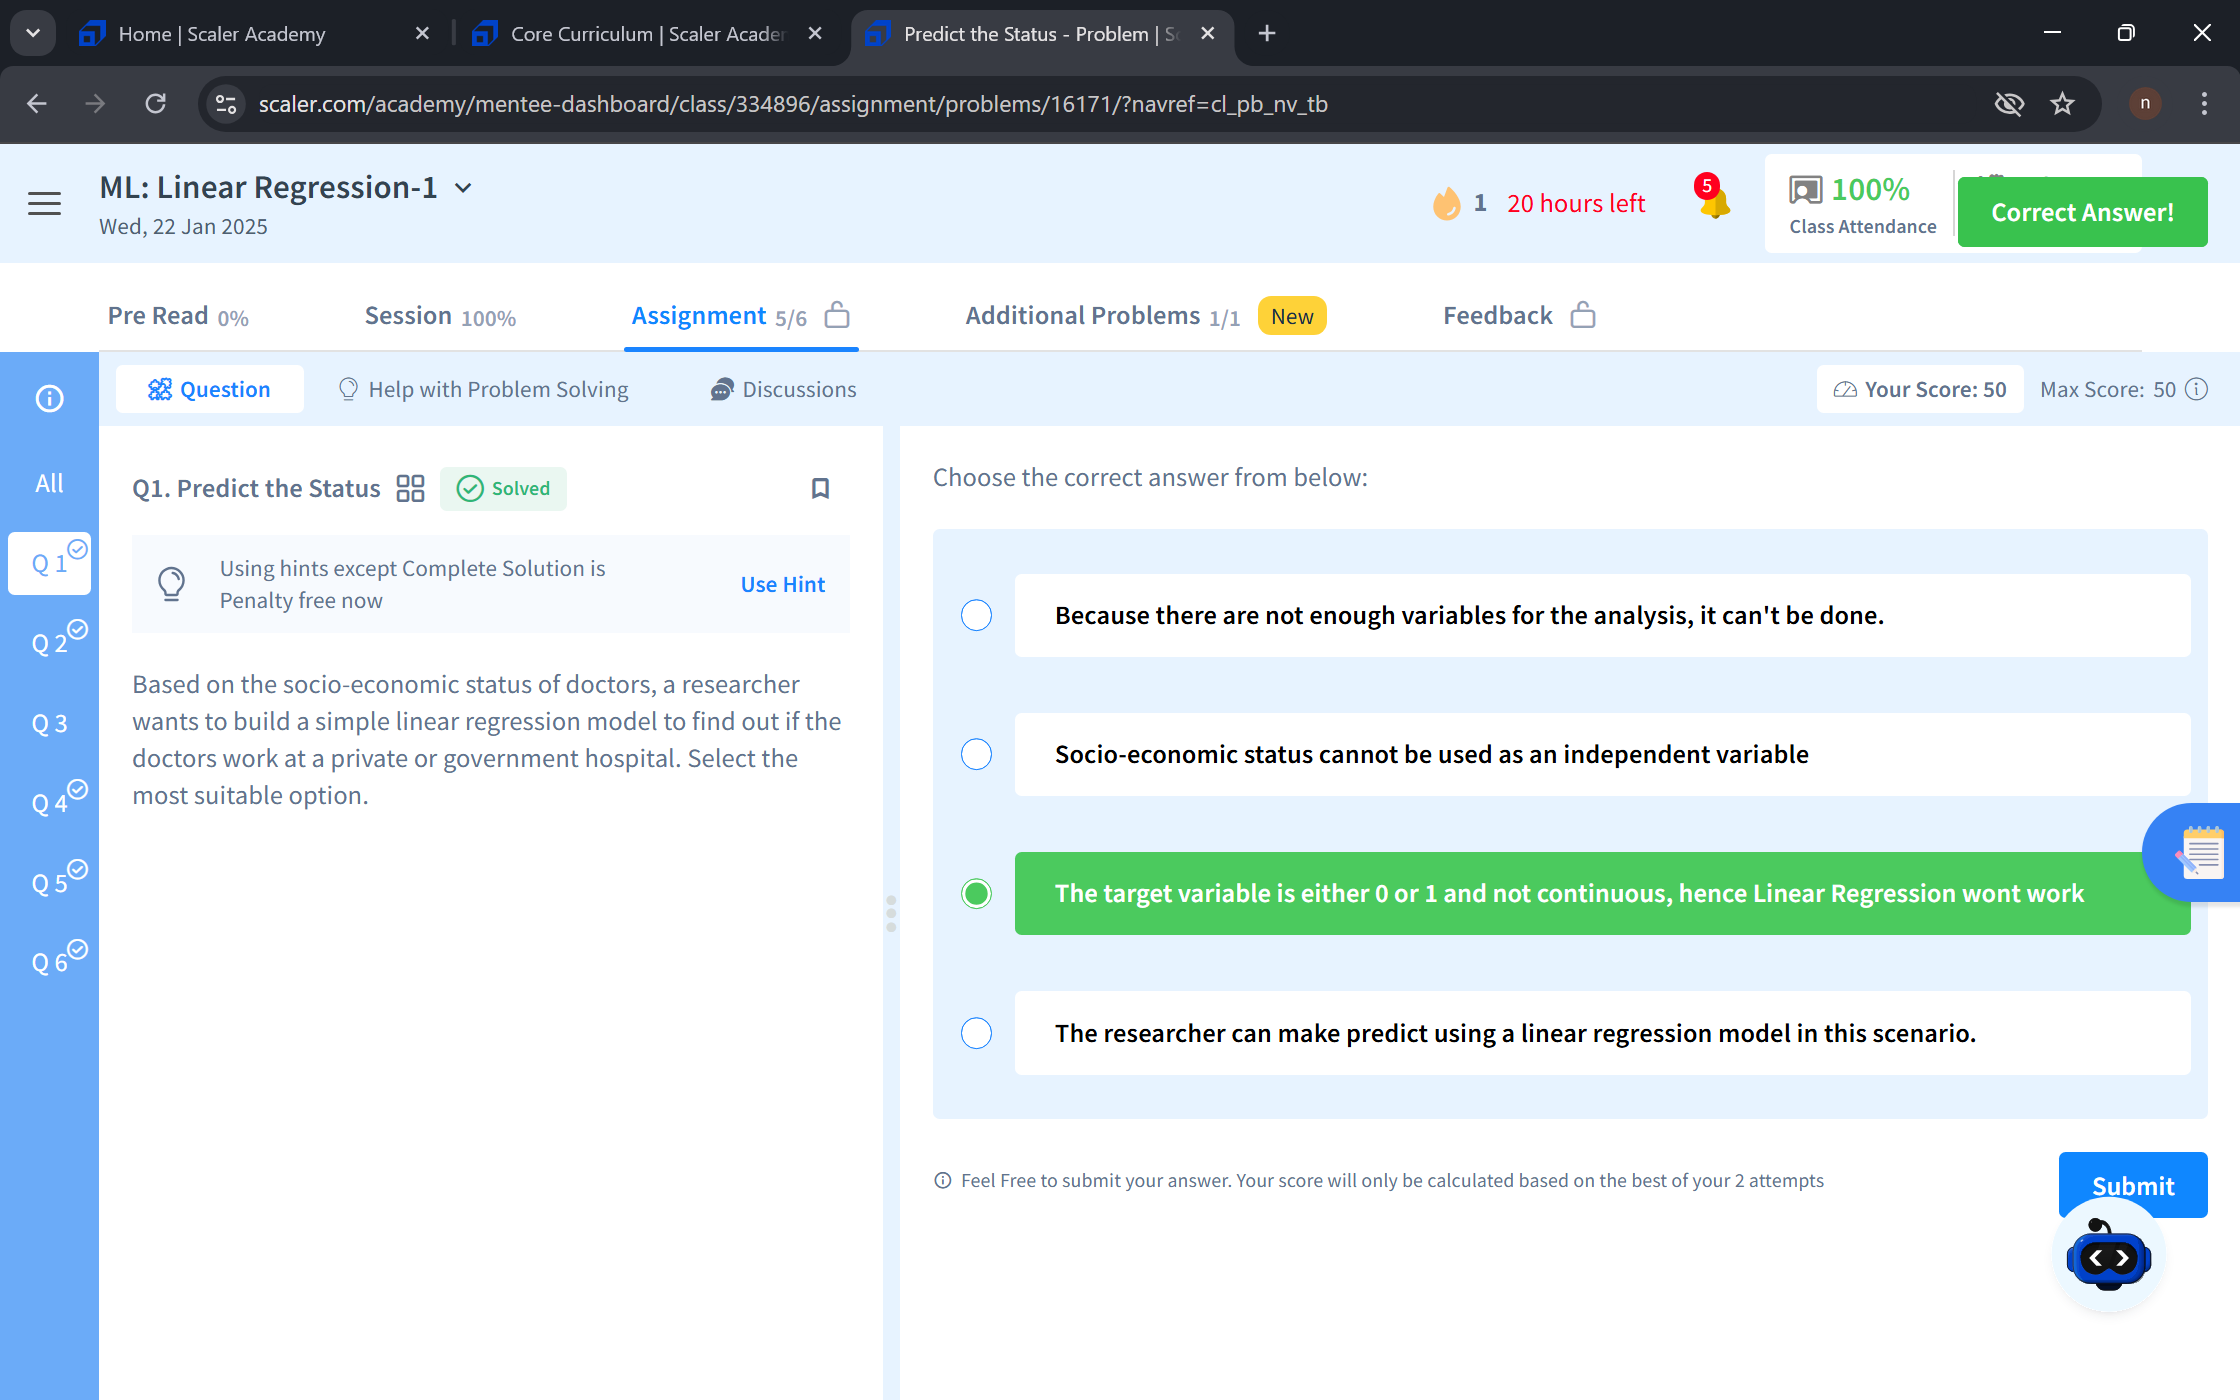 Home | Scaler Academy
Core Curriculum | Scaler Acader
Predict the Status - Problem | Sc
scaler.com/academy/mentee-dashboard/class/334896/assignment/problems/16171/?navref=cl_pb_nv_tb
n
ML: Linear Regression-1
Wed, 22 Jan 2025
1
20 hours left
5
100%
Class Attendance
Correct Answer!
Pre Read 0%
Session 100%
Assignment 5/6
Additional Problems 1/1
New
Feedback
Question
Help with Problem Solving
Discussions
Your Score: 50
Max Score: 50
All
Q 1
Q 2
Q 3
Q 4
Q 5
Q 6
Q1. Predict the Status
Solved
Using hints except Complete Solution is
Penalty free now
Use Hint
Based on the socio-economic status of doctors, a researcher
wants to build a simple linear regression model to find out if the
doctors work at a private or government hospital. Select the
most suitable option.
Choose the correct answer from below:
Because there are not enough variables for the analysis, it can't be done.
Socio-economic status cannot be used as an independent variable
The target variable is either 0 or 1 and not continuous, hence Linear Regression wont work
The researcher can make predict using a linear regression model in this scenario.
Feel Free to submit your answer. Your score will only be calculated based on the best of your 2 attempts
Submit